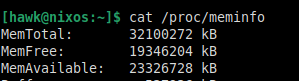 [hawk@nixos:~]$ cat /proc/meminfo
MemTotal:       32100272 kB
MemFree:        19346204 kB
MemAvailable:   23326728 kB